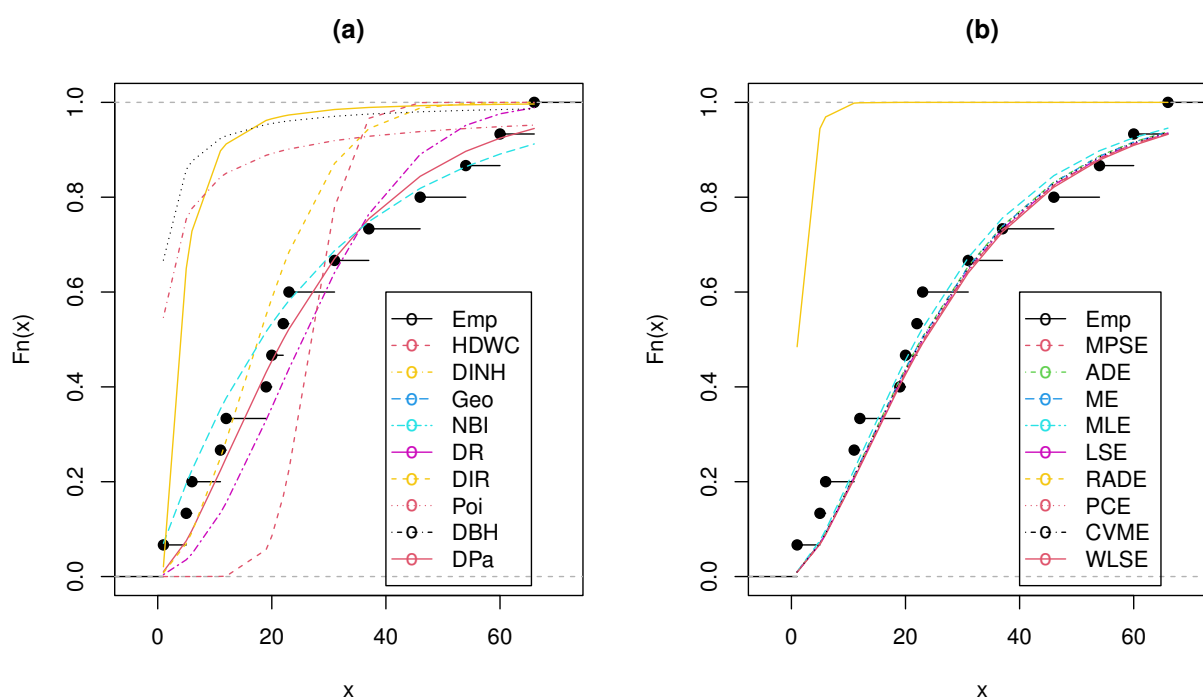 (a)
Fn(x)
1.0
0.8
0.6
0.4
0.2
0.0
0 20 40 60
x
Emp
HDWC
DINH
Geo
NBI
DR
DIR
Poi
DBH
DPa
(b)
Fn(x)
1.0
0.8
0.6
0.4
0.2
0.0
0 20 40 60
x
Emp
MPSE
ADE
ME
MLE
LSE
RADE
PCE
CVME
WLSE